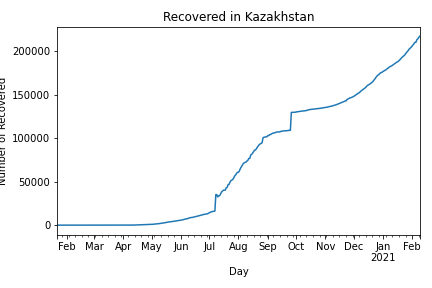 Recovered in Kazakhstan
Number of Recovered
200000
150000
100000
50000
0
Feb Mar Apr May Jun Jul Aug Sep Oct Nov Dec Jan Feb
2021
Day